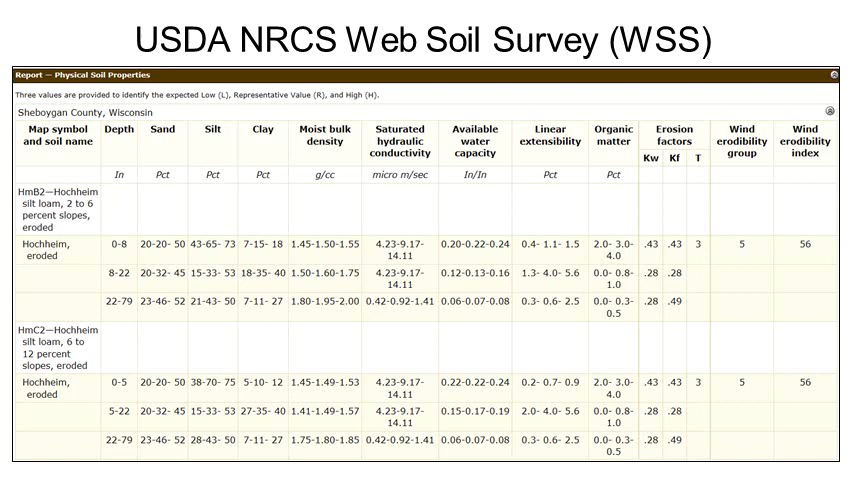 USDA NRCS Web Soil Survey (WSS)
Report — Physical Soil Properties
Three values are provided to identify the expected Low (L), Representative Value (R), and High (H).
Sheboygan County, Wisconsin
Map symbol and soil name Depth Sand Silt Clay Moist bulk density Saturated hydraulic conductivity Available water capacity Linear extensibility Organic matter Erosion factors Wind erodibility group Wind erodibility index
Kw Kf T
In Pct Pct Pct g/cc micro m/sec In/In Pct Pct
HmB2—Hochheim
silt loam, 2 to 6
percent slopes,
eroded
Hochheim, 0-8 20-20- 50 43-65- 73 7-15- 18 1.45-1.50-1.55 4.23-9.17- 0.20-0.22-0.24 0.4- 1.1- 1.5 2.0- 3.0- .43 .43 3 5 56
eroded 14.11 4.0
8-22 20-32- 45 15-33- 53 18-35- 40 1.50-1.60-1.75 4.23-9.17- 0.12-0.13-0.16 1.3- 4.0- 5.6 0.0- 0.8- .28 .28
14.11 1.0
22-79 23-46- 52 21-43- 50 7-11- 27 1.80-1.95-2.00 0.42-0.92-1.41 0.06-0.07-0.08 0.3- 0.6- 2.5 0.0- 0.3- .28 .49
0.5
HmC2—Hochheim
silt loam, 6 to
12 percent
slopes, eroded
Hochheim, 0-5 20-20- 50 38-70- 75 5-10- 12 1.45-1.49-1.53 4.23-9.17- 0.22-0.22-0.24 0.2- 0.7- 0.9 2.0- 3.0- .43 .43 3 5 56
eroded 14.11 4.0
5-22 20-32- 45 15-33- 53 27-35- 40 1.41-1.49-1.57 4.23-9.17- 0.15-0.17-0.19 2.0- 4.0- 5.6 0.0- 0.8- .28 .28
14.11 1.0
22-79 23-46- 52 28-43- 50 7-11- 27 1.75-1.80-1.85 0.42-0.92-1.41 0.06-0.07-0.08 0.3- 0.6- 2.5 0.0- 0.3- .28 .49
0.5